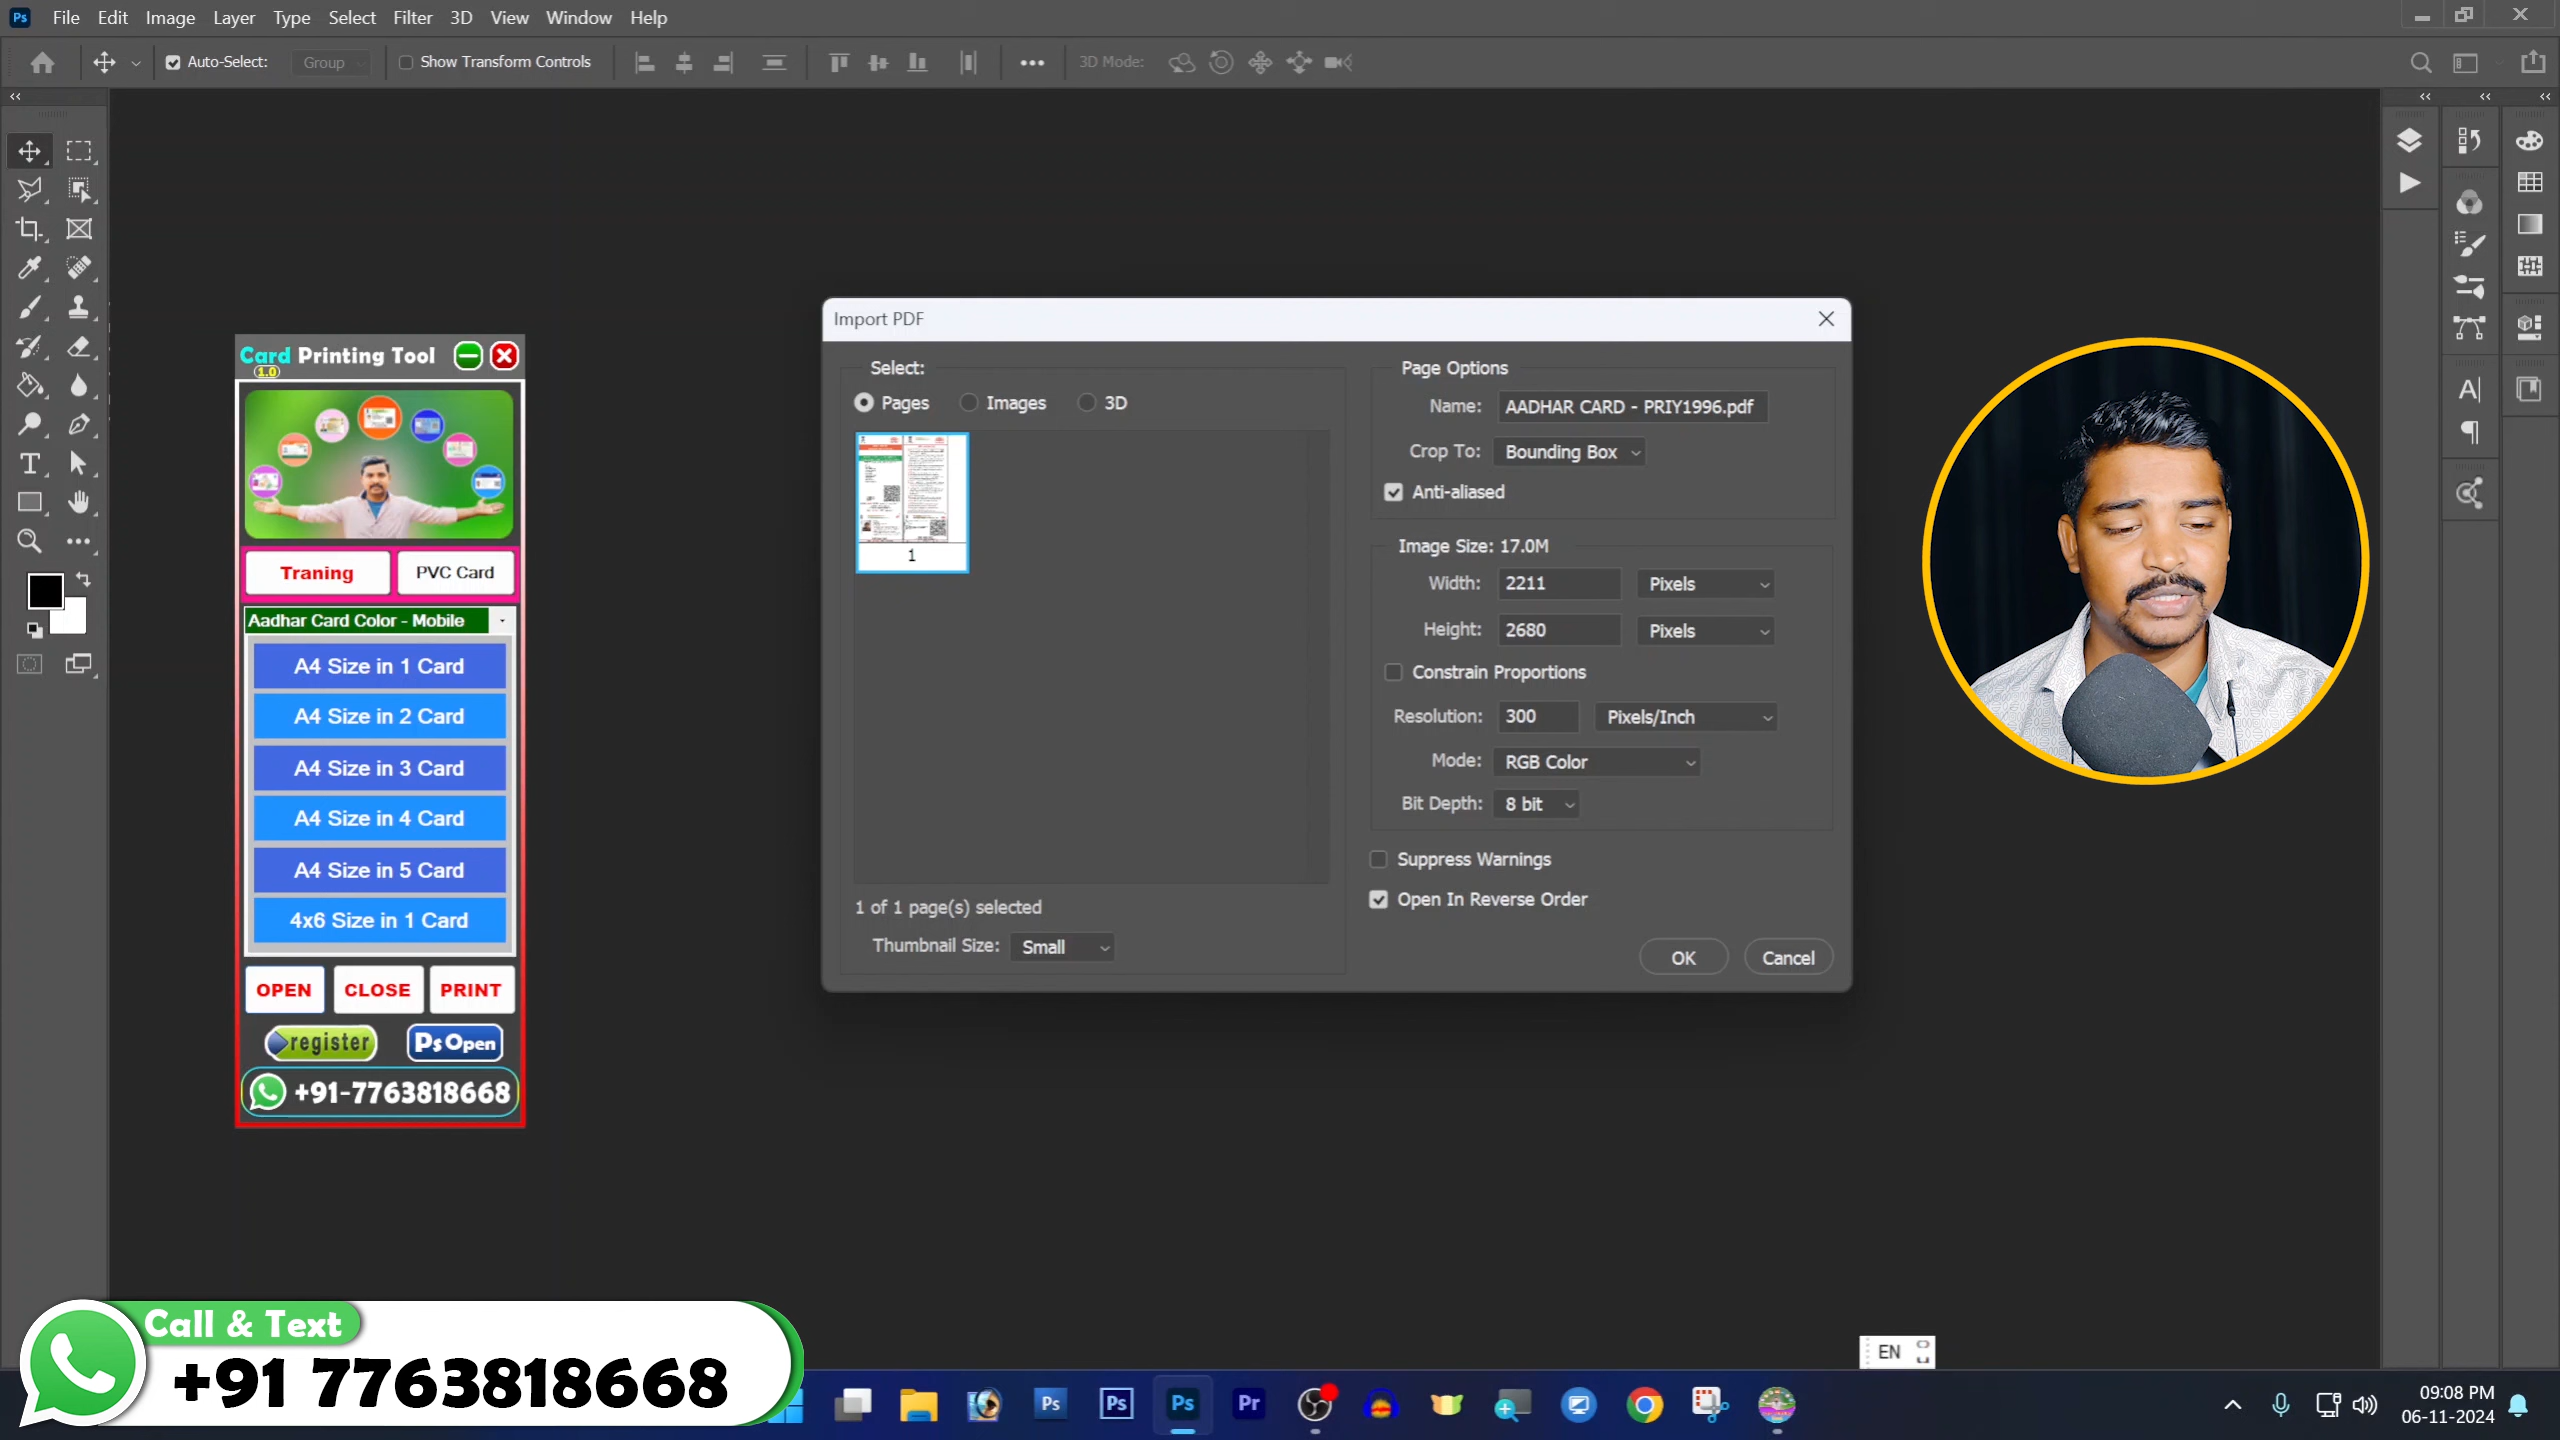 Ps File Edit Image Layer Type Select Filter 3D View Window Help
Auto-Select: Group Show Transform Controls 3D Mode:
Card Printing Tool
1.0
Traning PVC Card
Aadhar Card Color - Mobile
A4 Size in 1 Card
A4 Size in 2 Card
A4 Size in 3 Card
A4 Size in 4 Card
A4 Size in 5 Card
4x6 Size in 1 Card
OPEN CLOSE PRINT
register Ps Open
+91-7763818668
Import PDF
Select:
Pages Images 3D
1
1 of 1 page(s) selected
Thumbnail Size: Small
Page Options
Name: AADHAR CARD - PRIY1996.pdf
Crop To: Bounding Box
Anti-aliased
Image Size: 17.0M
Width: 2211 Pixels
Height: 2680 Pixels
Constrain Proportions
Resolution: 300 Pixels/Inch
Mode: RGB Color
Bit Depth: 8 bit
Suppress Warnings
Open In Reverse Order
OK Cancel
Call & Text
+91 7763818668
EN
Ps Ps Ps Pr
09:08 PM
06-11-2024